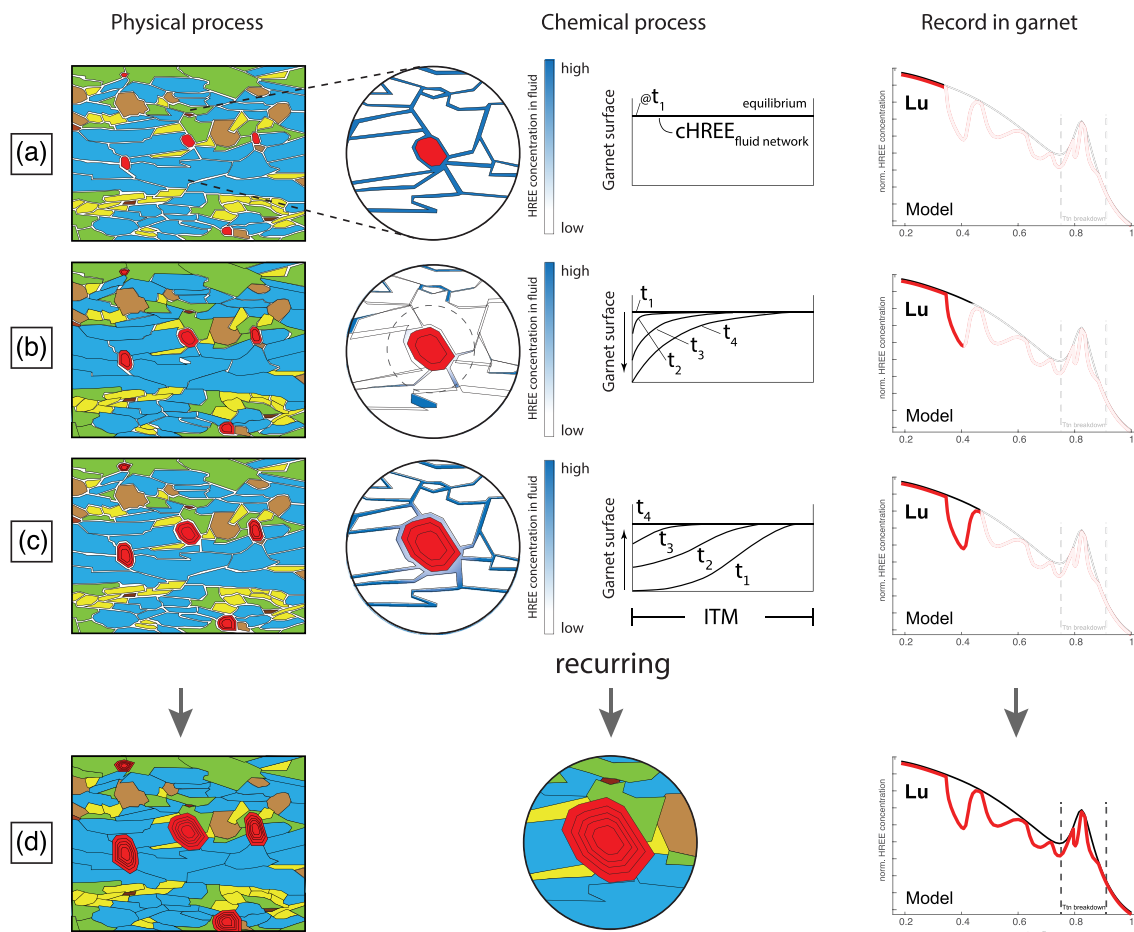 Physical process
Chemical process
Record in garnet
(a)
HREE concentration in fluid
high
low
Garnet surface
@t1
equilibrium
cHREE fluid network
norm. HREE concentration
Lu
Model
Ttn breakdown
0.2 0.4 0.6 0.8 1
(b)
HREE concentration in fluid
high
low
Garnet surface
t1
t2
t3
t4
norm. HREE concentration
Lu
Model
Ttn breakdown
0.2 0.4 0.6 0.8 1
(c)
HREE concentration in fluid
high
low
Garnet surface
t4
t3
t2
t1
ITM
norm. HREE concentration
Lu
Model
Ttn breakdown
0.2 0.4 0.6 0.8 1
recurring
(d)
norm. HREE concentration
Lu
Model
Ttn breakdown
0.2 0.4 0.6 0.8 1